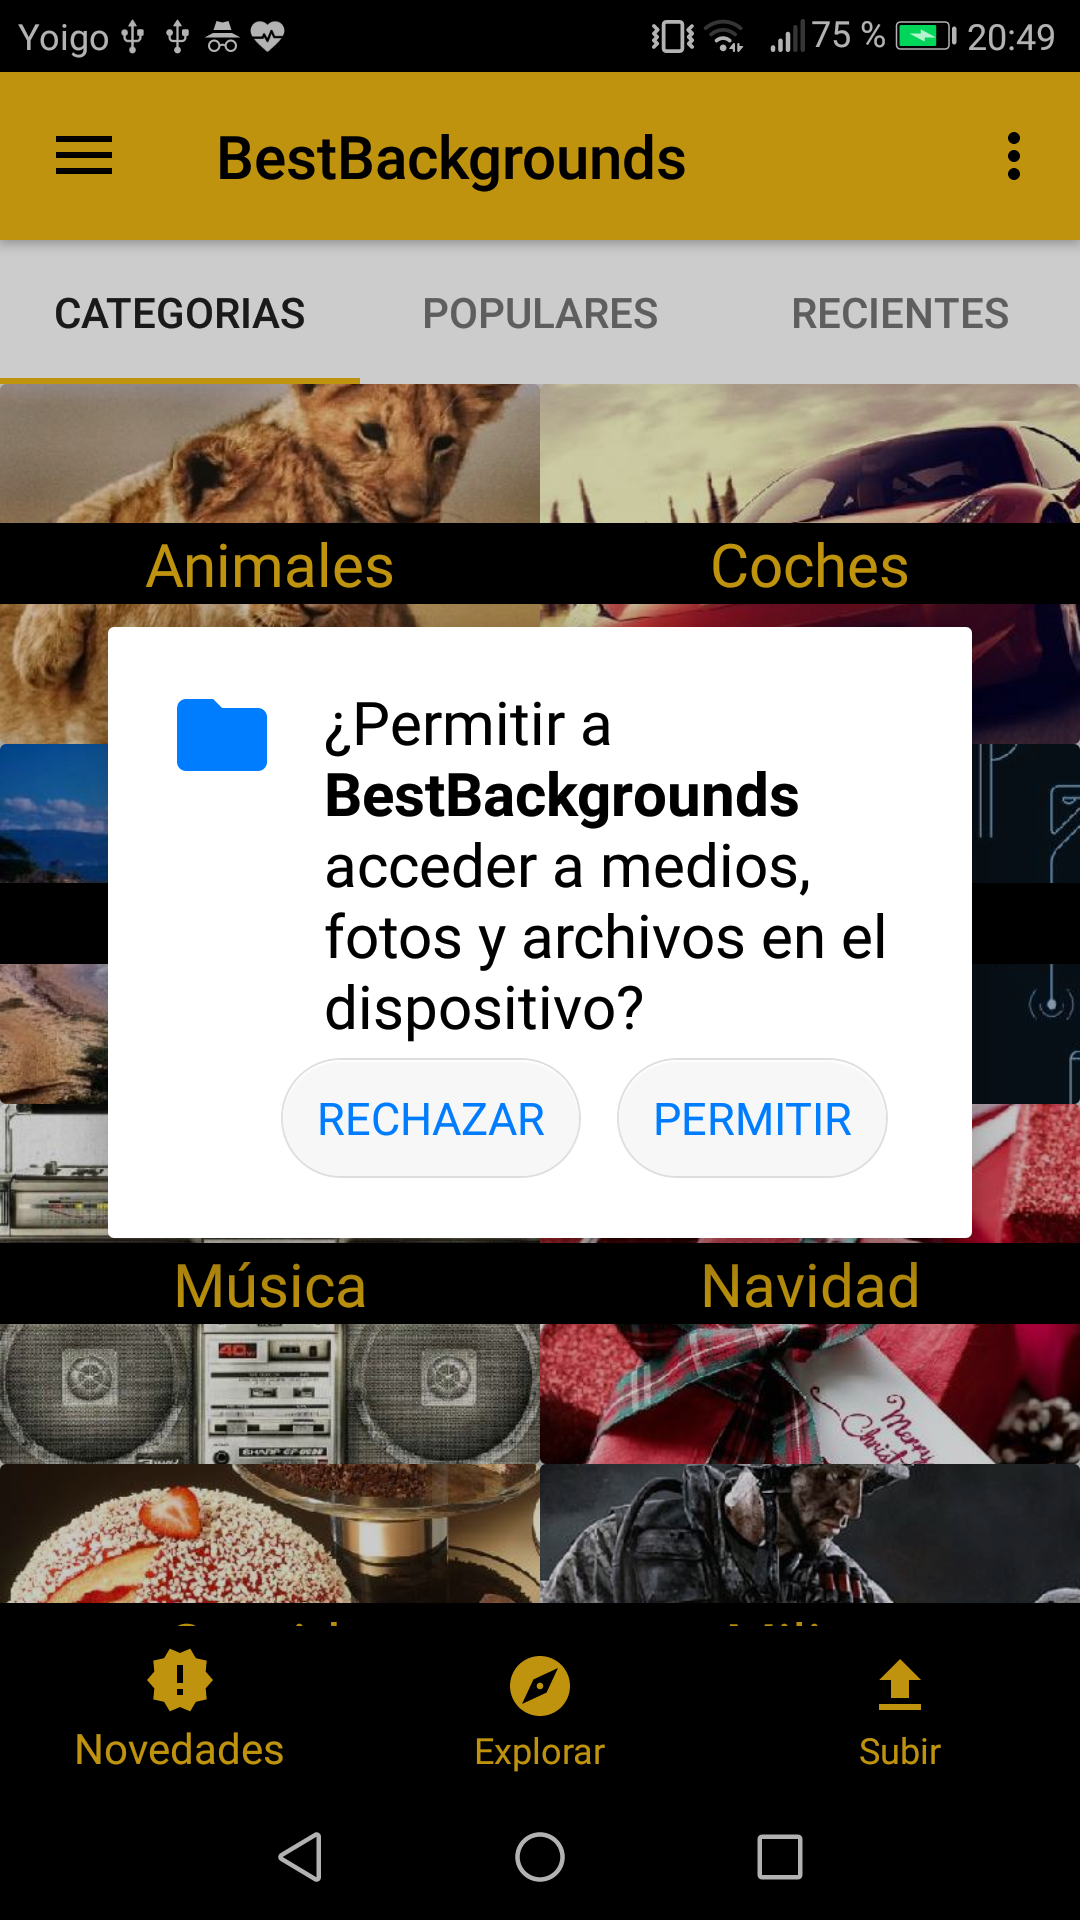 Yoigo 75 % 20:49
BestBackgrounds
CATEGORIAS POPULARES RECIENTES
Animales Coches
¿Permitir a
BestBackgrounds
acceder a medios,
fotos y archivos en el
dispositivo?
RECHAZAR PERMITIR
Música Navidad
Merry
Novedades Explorar Subir